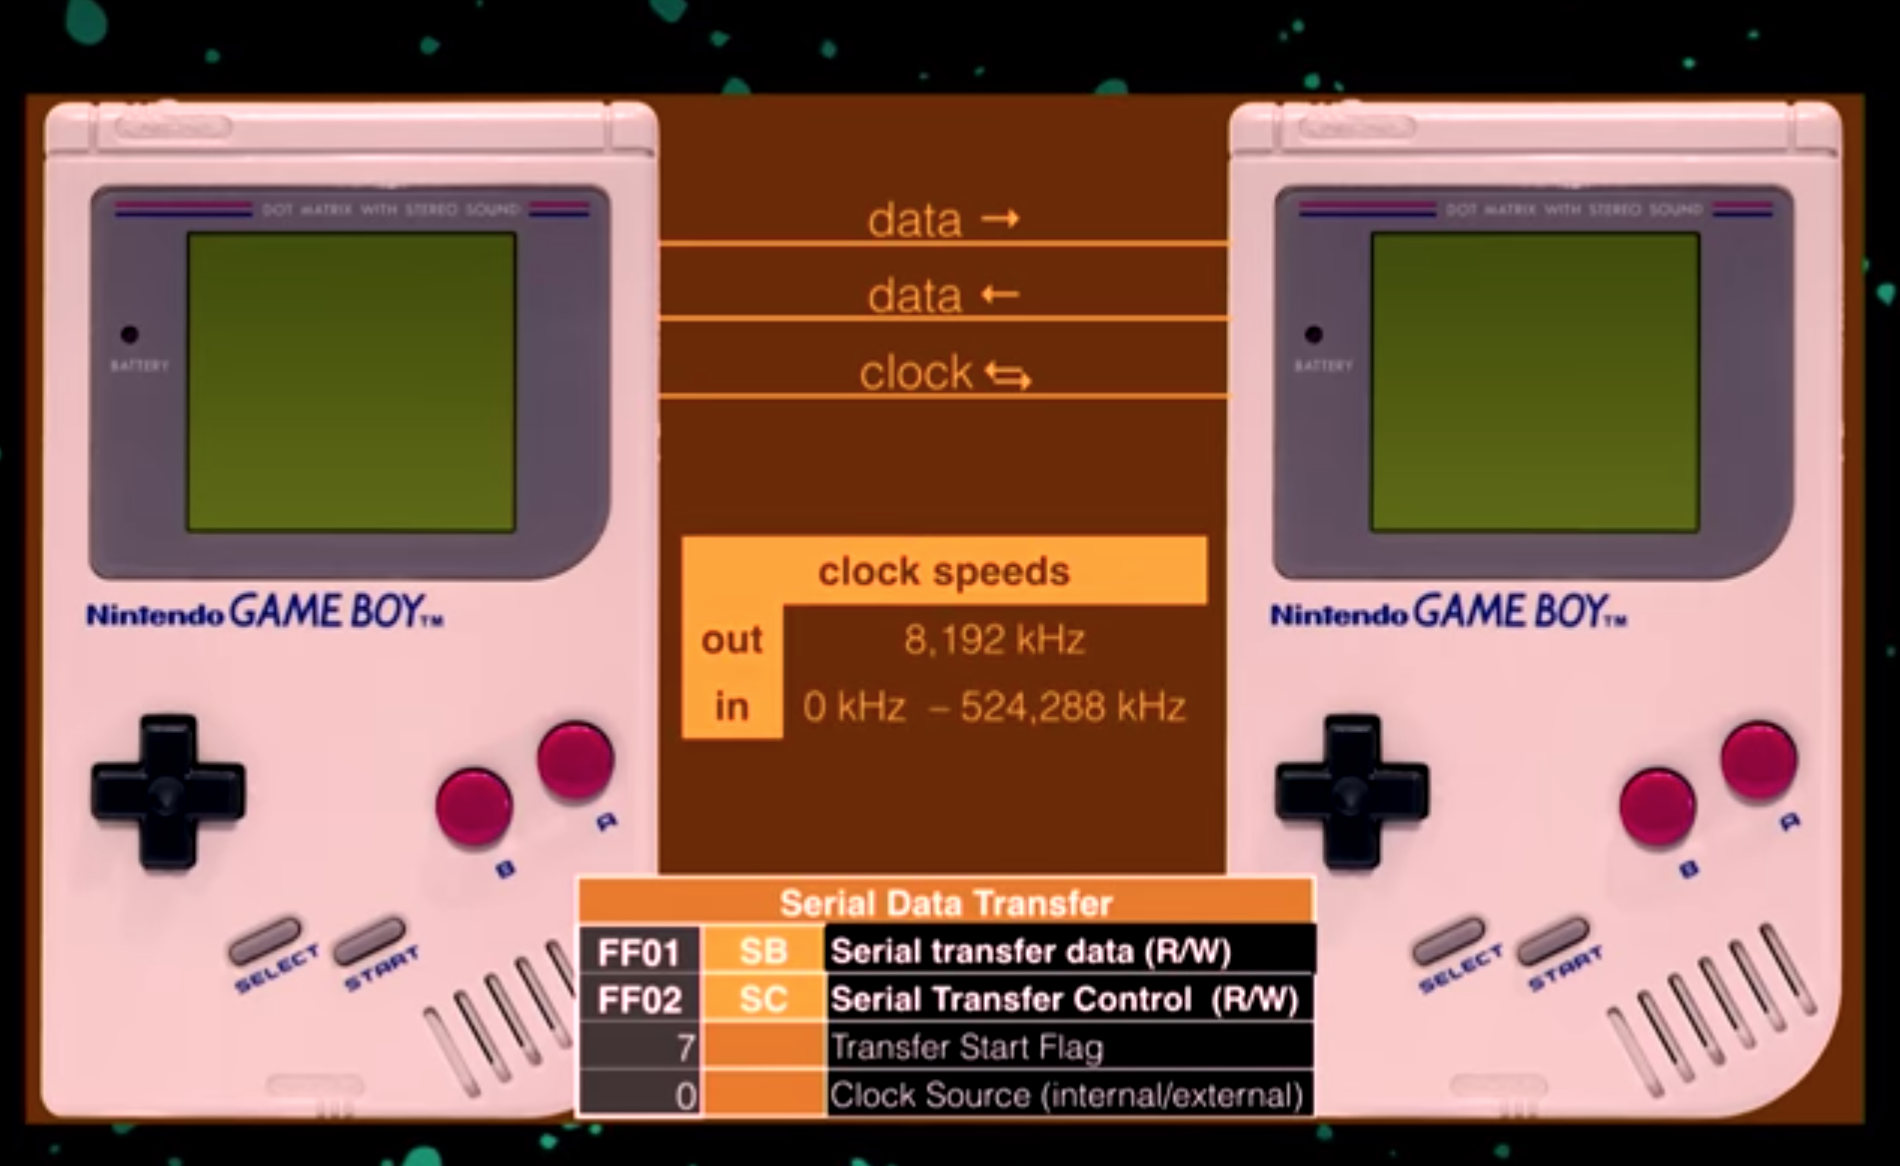 DOT MATRIX WITH STEREO SOUND
BATTERY
Nintendo GAME BOY™
B
A
SELECT
START
data →
data ←
clock ⇆
clock speeds
out 8,192 kHz
in 0 kHz – 524,288 kHz
DOT MATRIX WITH STEREO SOUND
BATTERY
Nintendo GAME BOY™
B
A
SELECT
START
Serial Data Transfer
FF01 SB Serial transfer data (R/W)
FF02 SC Serial Transfer Control (R/W)
7 Transfer Start Flag
0 Clock Source (internal/external)